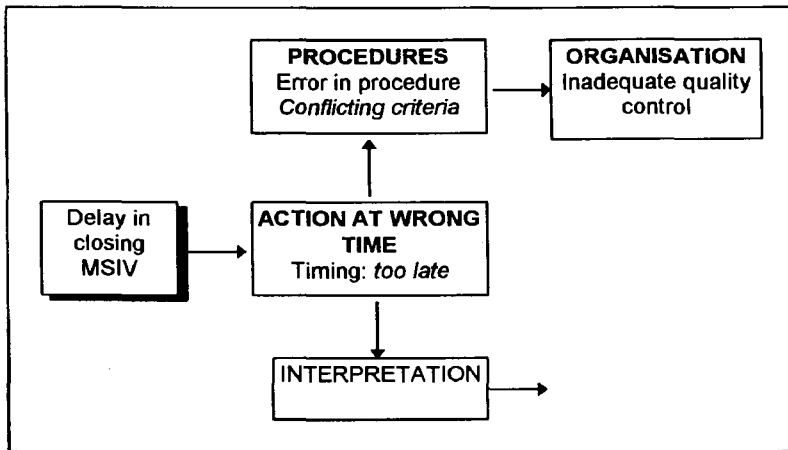 PROCEDURES
Error in procedure
Conflicting criteria
ORGANISATION
Inadequate quality
control
Delay in
closing
MSIV
ACTION AT WRONG
TIME
Timing: too late
INTERPRETATION